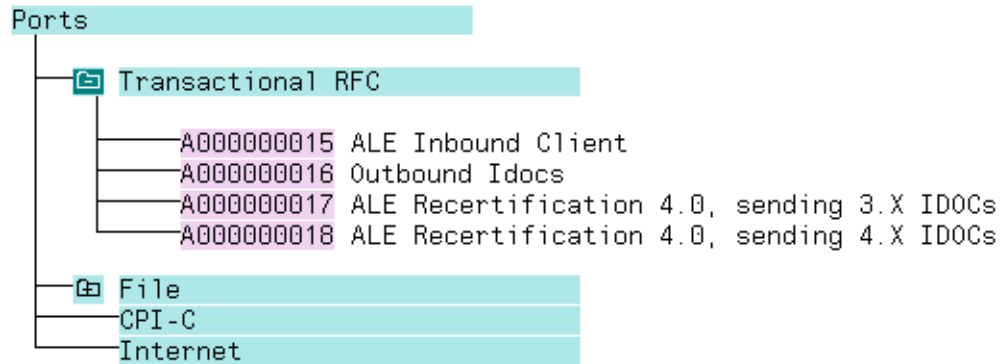 Ports
Transactional RFC
A000000015 ALE Inbound Client
A000000016 Outbound Idocs
A000000017 ALE Recertification 4.0, sending 3.X IDOCs
A000000018 ALE Recertification 4.0, sending 4.X IDOCs
File
CPI-C
Internet